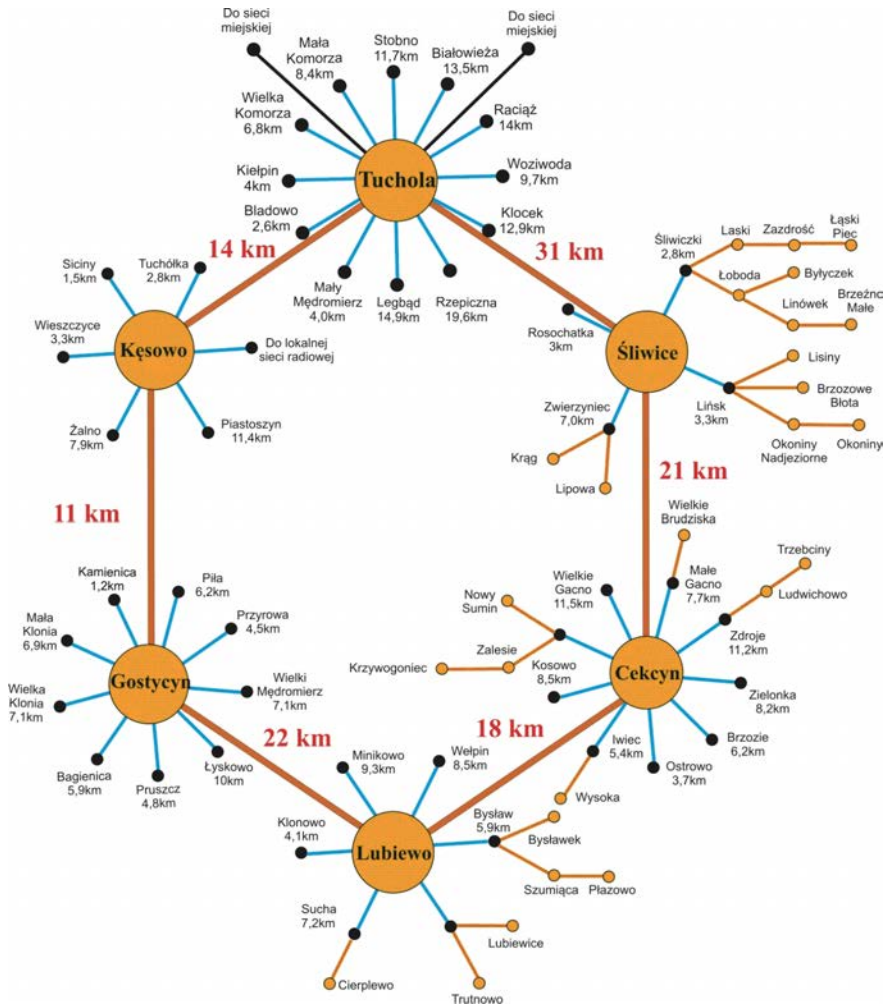 Do sieci
miejskiej
Do sieci
miejskiej
Mała
Komorza
8,4km
Stobno
11,7km
Białowieża
13,5km
Wielka
Komorza
6,8km
Raciąż
14km
Kiełpin
4km
Tuchola
Woziwoda
9,7km
Bladowo
2,6km
Klocek
12,9km
14 km
31 km
Mały
Mędromierz
4,0km
Legbąd
14,9km
Rzepiczna
19,6km
Siciny
1,5km
Tuchółka
2,8km
Wieszczyce
3,3km
Kęsowo
Do lokalnej
sieci radiowej
Żalno
7,9km
Piastoszyn
11,4km
Śliwiczki
2,8km
Laski
Zazdrość
Łąski
Piec
Łoboda
Byłyczek
Linówek
Brzeźno
Małe
Rosochatka
3km
Śliwice
Lińsk
3,3km
Lisiny
Brzozowe
Błota
Okoniny
Nadjeziorne
Okoniny
Zwierzyniec
7,0km
Krąg
Lipowa
11 km
21 km
Kamienica
1,2km
Piła
6,2km
Mała
Klonia
6,9km
Przyrowa
4,5km
Gostycyn
Wielki
Mędromierz
7,1km
Wielka
Klonia
7,1km
Bagienica
5,9km
Pruszcz
4,8km
Łyskowo
10km
Wielkie
Brudziska
Wielkie
Gacno
11,5km
Małe
Gacno
7,7km
Trzebciny
Ludwichowo
Zdroje
11,2km
Nowy
Sumin
Zalesie
Krzywogoniec
Kosowo
8,5km
Cekcyn
Zielonka
8,2km
Brzozie
6,2km
Iwiec
5,4km
Ostrowo
3,7km
Wysoka
22 km
18 km
Minikowo
9,3km
Wełpin
8,5km
Klonowo
4,1km
Lubiewo
Bysław
5,9km
Bysławek
Szumiąca
Płazowo
Sucha
7,2km
Cierplewo
Lubiewice
Trutnowo